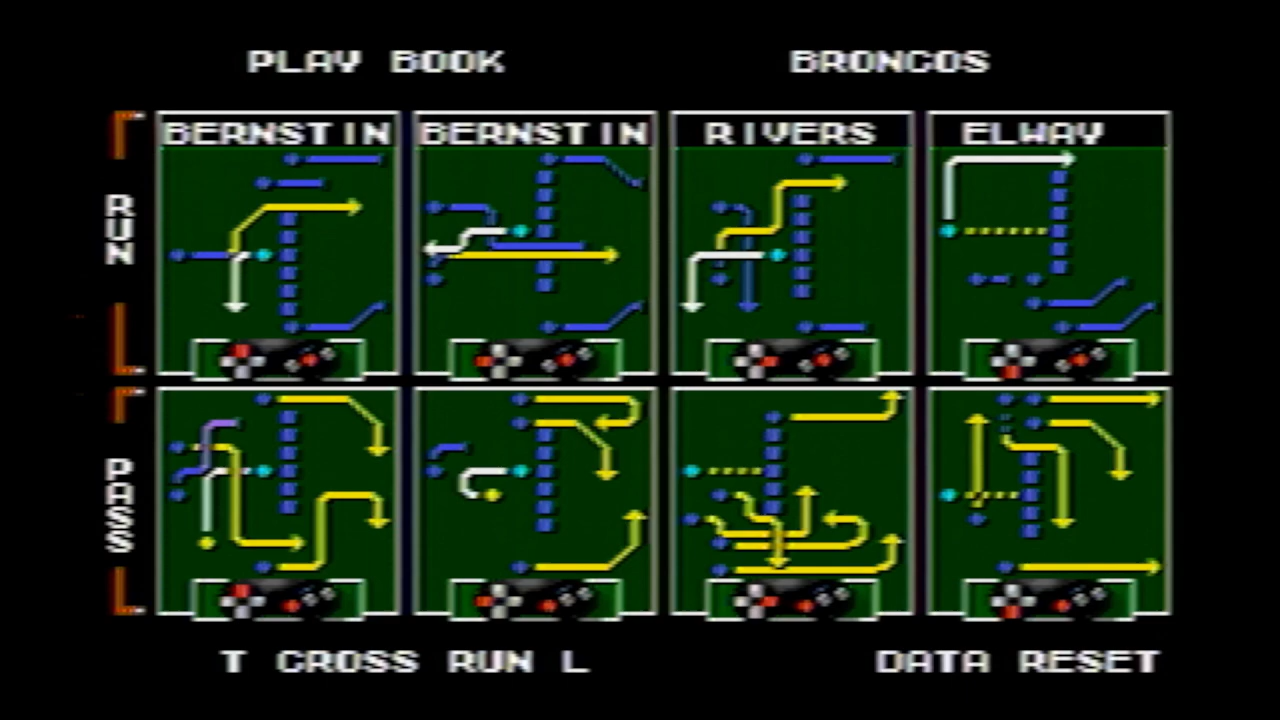 PLAY BOOK BRONCOS
BERNSTIN BERNSTIN RIVERS ELWAY
RUN
PASS
T CROSS RUN L DATA RESET